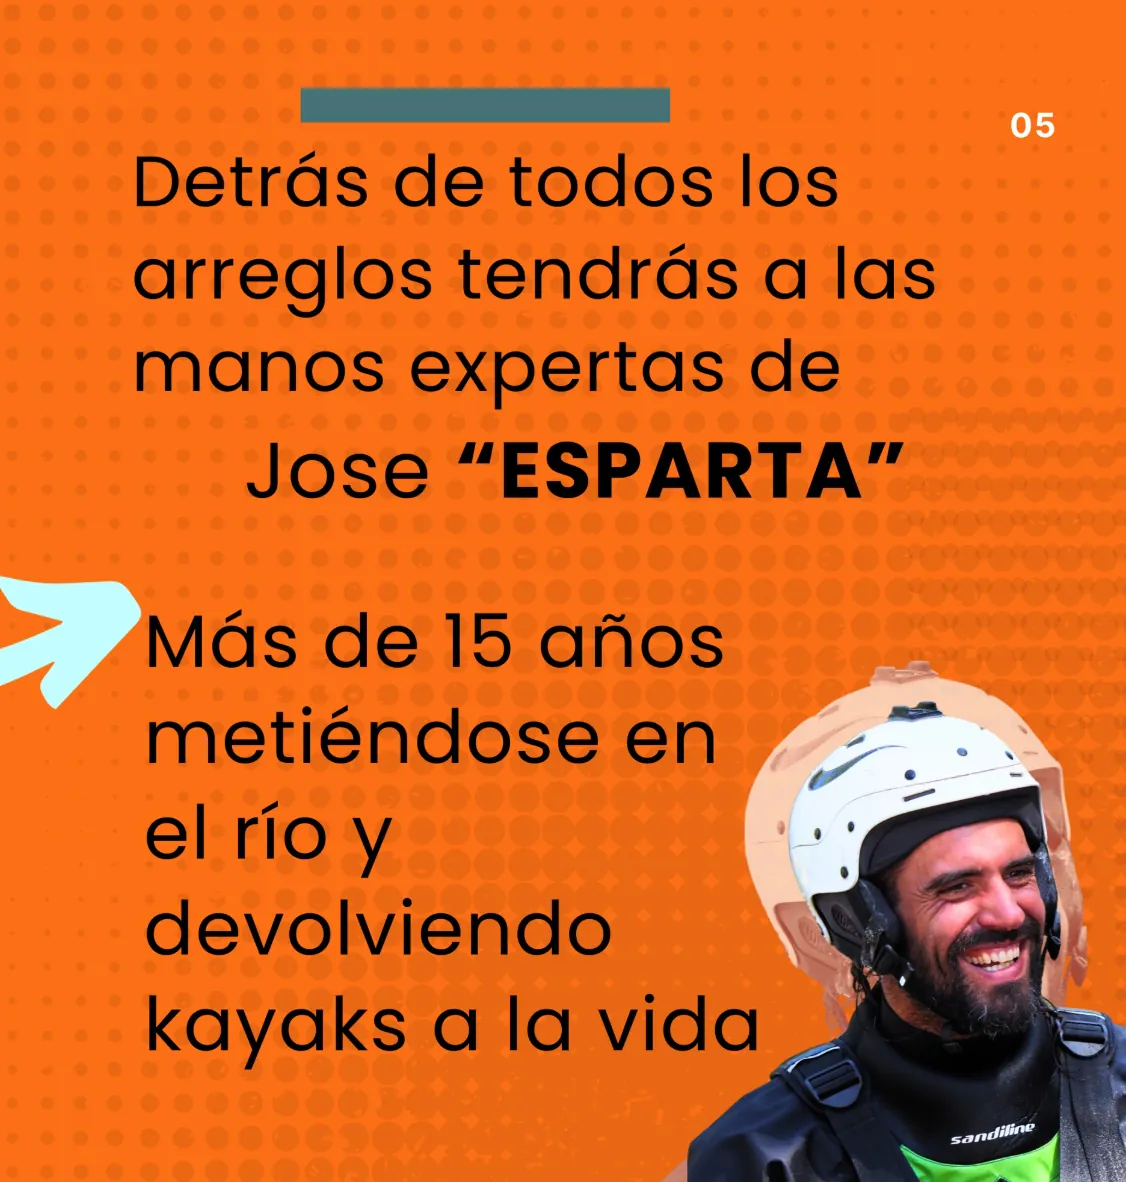 05
Detrás de todos los
arreglos tendrás a las
manos expertas de
Jose “ESPARTA”
Más de 15 años
metiéndose en
el río y
devolviendo
kayaks a la vida
sandiline